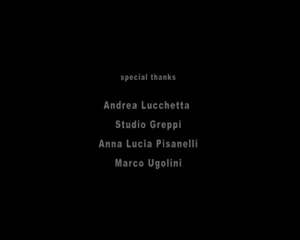 special thanks
Andrea Lucchetta
Studio Greppi
Anna Lucia Pisanelli
Marco Ugolini